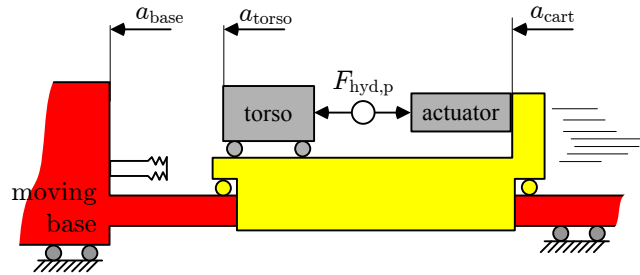 a_base
a_torso
a_cart
F_hyd,p
torso
actuator
moving
base